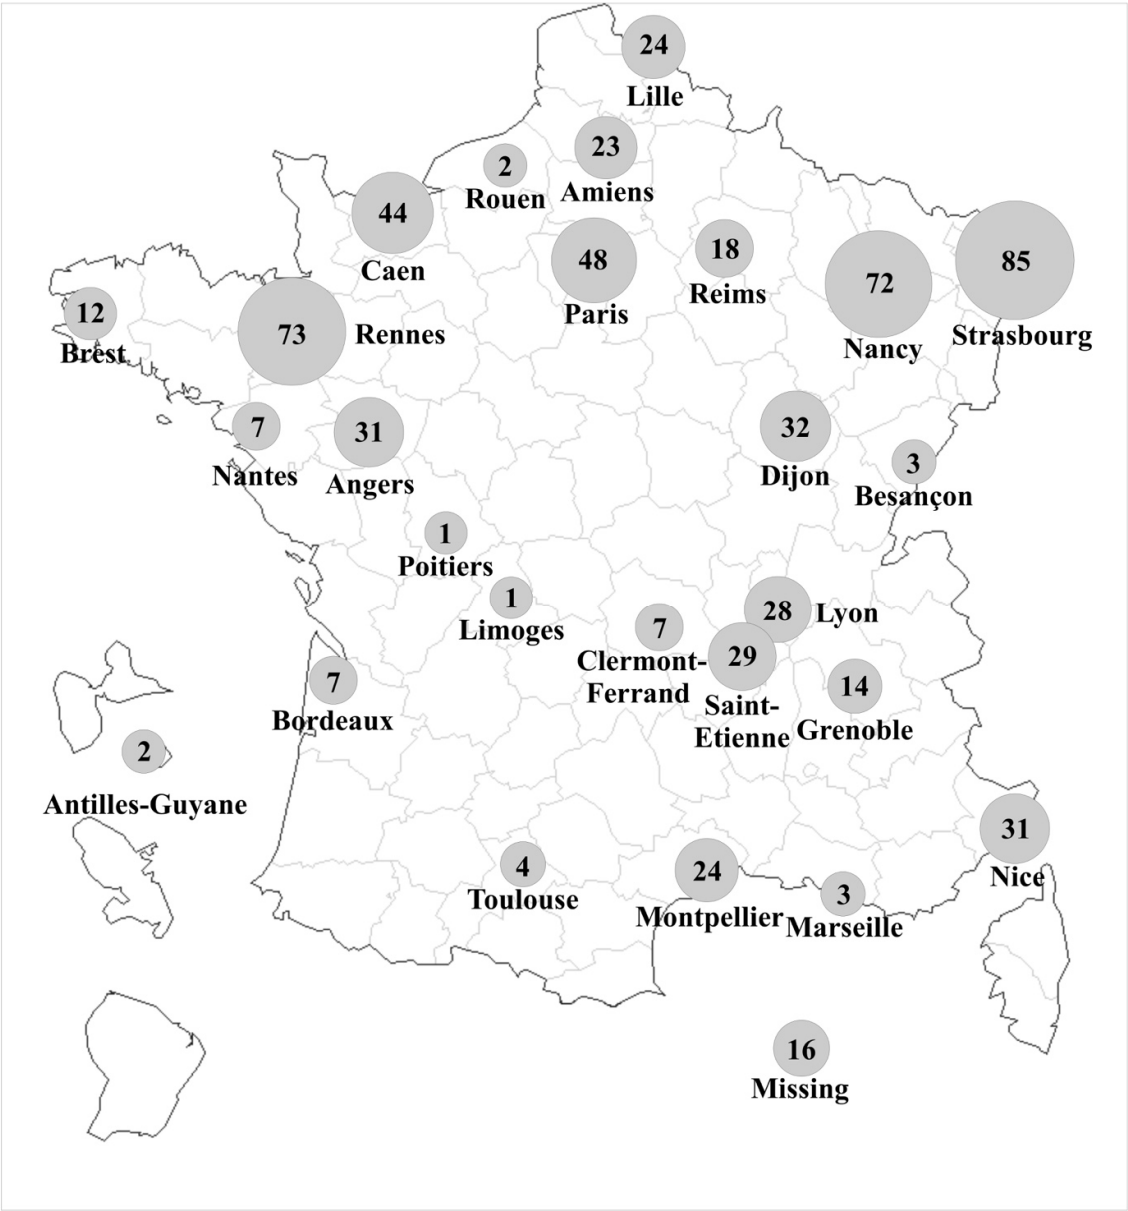 24
Lille
23
Amiens
2
Rouen
44
Caen
48
Paris
18
Reims
72
Nancy
85
Strasbourg
12
Brest
73 Rennes
7
Nantes
31
Angers
32
Dijon
3
Besançon
1
Poitiers
1
Limoges
28 Lyon
7
Clermont-
Ferrand
29
Saint-
Etienne
14
Grenoble
7
Bordeaux
2
Antilles-Guyane
31
Nice
4
Toulouse
24
Montpellier
3
Marseille
16
Missing